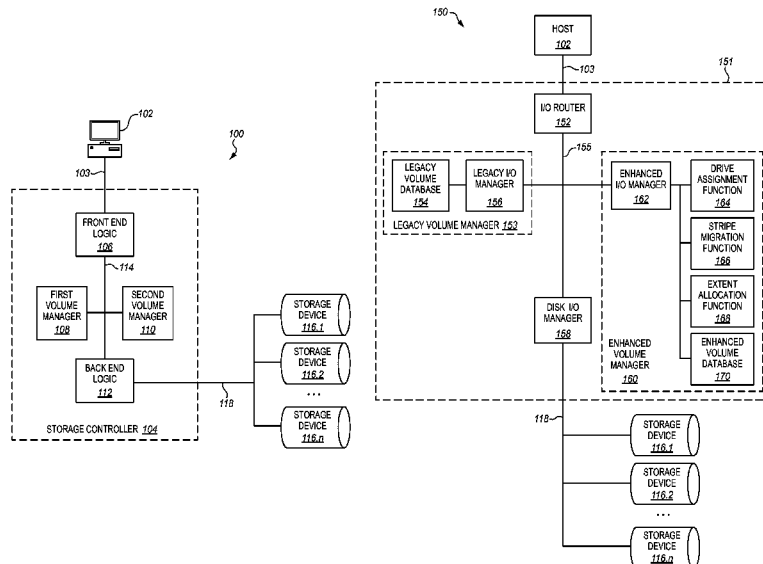 102
100
103
FRONT END
LOGIC
106
114
FIRST
VOLUME
MANAGER
108
SECOND
VOLUME
MANAGER
110
BACK END
LOGIC
112
STORAGE CONTROLLER 104
118
STORAGE
DEVICE
116.1
STORAGE
DEVICE
116.2
...
STORAGE
DEVICE
116.n
150
HOST
102
103
151
I/O ROUTER
152
155
LEGACY
VOLUME
DATABASE
154
LEGACY I/O
MANAGER
156
LEGACY VOLUME MANAGER 153
ENHANCED
I/O MANAGER
162
DRIVE
ASSIGNMENT
FUNCTION
164
STRIPE
MIGRATION
FUNCTION
166
EXTENT
ALLOCATION
FUNCTION
168
ENHANCED
VOLUME
DATABASE
170
DISK I/O
MANAGER
158
ENHANCED
VOLUME
MANAGER
160
118
STORAGE
DEVICE
116.1
STORAGE
DEVICE
116.2
...
STORAGE
DEVICE
116.n